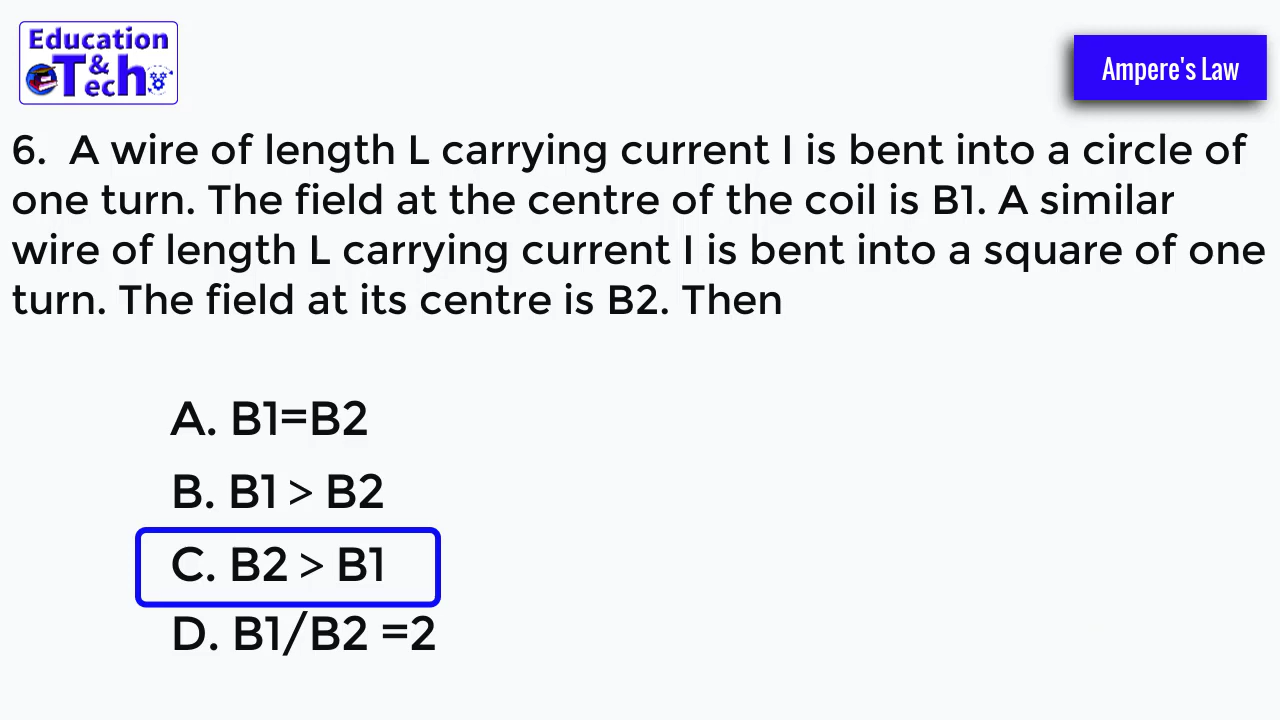 Education
&
Tech
Ampere's Law
6. A wire of length L carrying current I is bent into a circle of
one turn. The field at the centre of the coil is B1. A similar
wire of length L carrying current I is bent into a square of one
turn. The field at its centre is B2. Then
A. B1=B2
B. B1 > B2
C. B2 > B1
D. B1/B2 =2